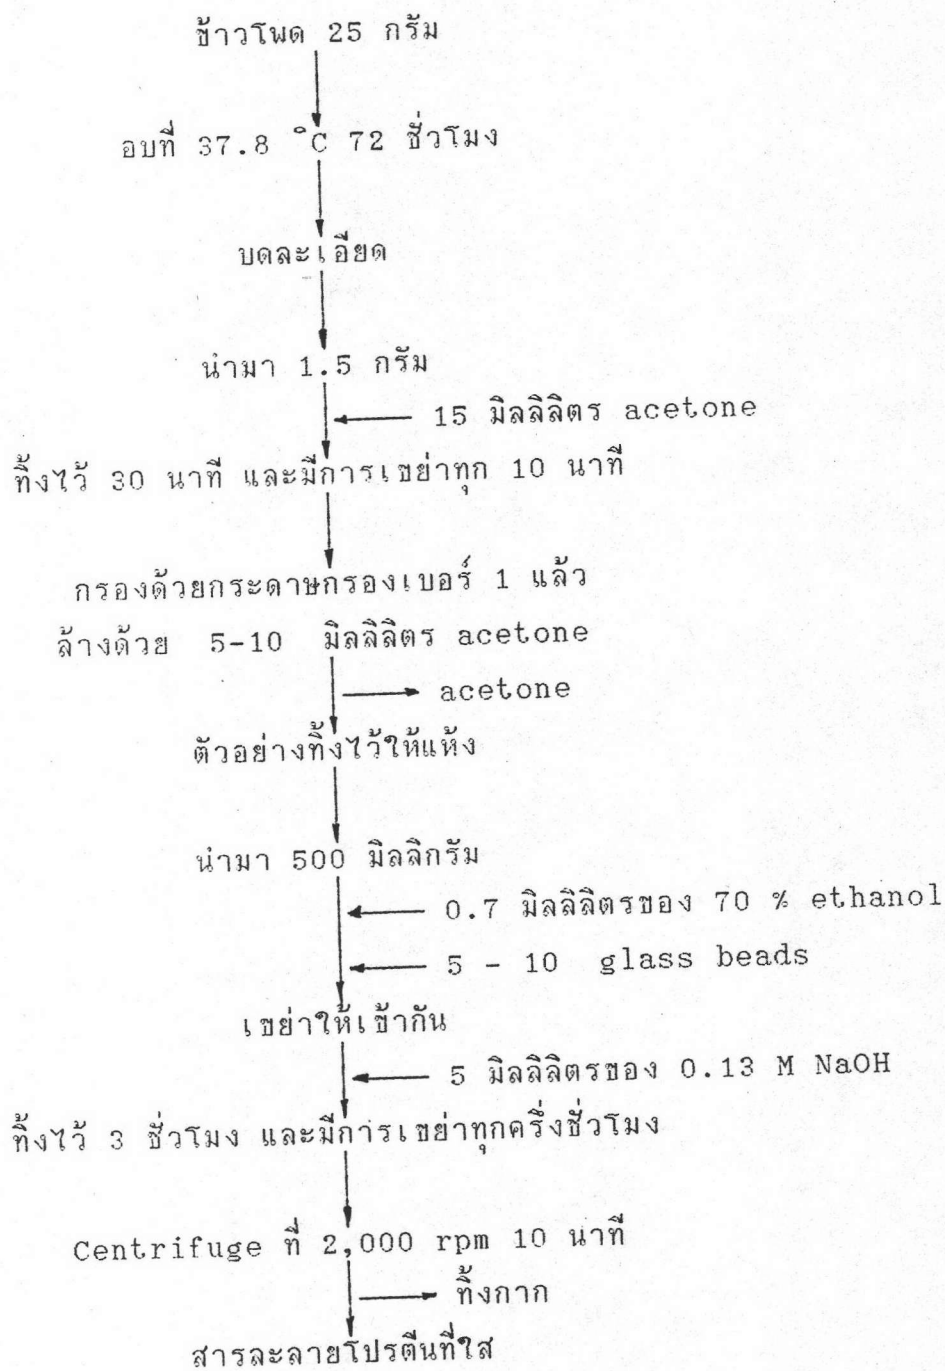 ข้าวโพด 25 กรัม
อบที่ 37.8 °C 72 ชั่วโมง
บดละเอียด
นำมา 1.5 กรัม
15 มิลลิลิตร acetone
ทิ้งไว้ 30 นาที และมีการเขย่าทุก 10 นาที
กรองด้วยกระดาษกรองเบอร์ 1 แล้ว
ล้างด้วย 5-10 มิลลิลิตร acetone
acetone
ตัวอย่างทิ้งไว้ให้แห้ง
นำมา 500 มิลลิกรัม
0.7 มิลลิลิตรของ 70 % ethanol
5 - 10 glass beads
เขย่าให้เข้ากัน
5 มิลลิลิตรของ 0.13 M NaOH
ทิ้งไว้ 3 ชั่วโมง และมีการเขย่าทุกครึ่งชั่วโมง
Centrifuge ที่ 2,000 rpm 10 นาที
ทิ้งกาก
สารละลายโปรตีนที่ใส